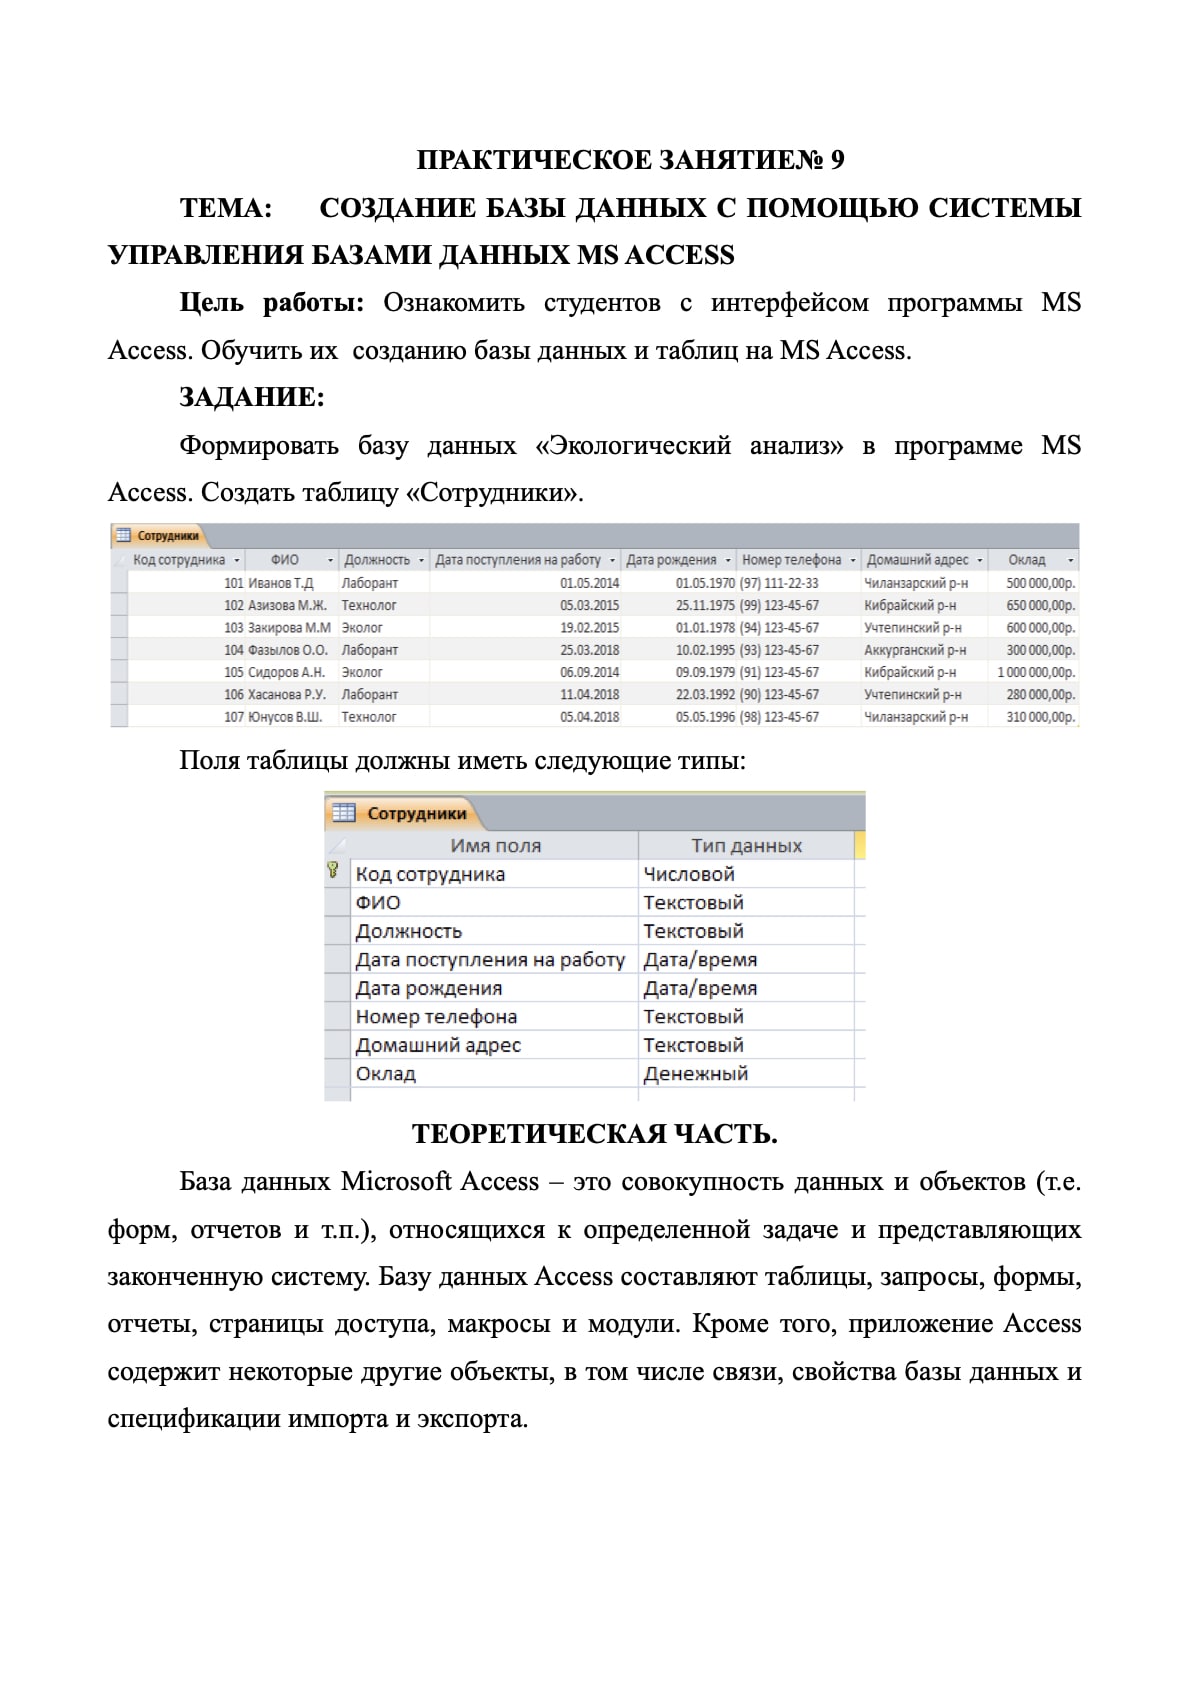 ПРАКТИЧЕСКОЕ ЗАНЯТИЕ№ 9
ТЕМА: СОЗДАНИЕ БАЗЫ ДАННЫХ С ПОМОЩЬЮ СИСТЕМЫ
УПРАВЛЕНИЯ БАЗАМИ ДАННЫХ MS ACCESS
Цель работы: Ознакомить студентов с интерфейсом программы MS
Access. Обучить их созданию базы данных и таблиц на MS Access.
ЗАДАНИЕ:
Формировать базу данных «Экологический анализ» в программе MS
Access. Создать таблицу «Сотрудники».
Сотрудники
Код сотрудника ФИО Должность Дата поступления на работу Дата рождения Номер телефона Домашний адрес Оклад
101 Иванов Т.Д Лаборант 01.05.2014 01.05.1970 (97) 111-22-33 Чиланзарский р-н 500 000,00р.
102 Азизова М.Ж. Технолог 05.03.2015 25.11.1975 (99) 123-45-67 Кибрайский р-н 650 000,00р.
103 Закирова М.М Эколог 19.02.2015 01.01.1978 (94) 123-45-67 Учтепинский р-н 600 000,00р.
104 Фазылов О.О. Лаборант 25.03.2018 10.02.1995 (93) 123-45-67 Аккурганский р-н 300 000,00р.
105 Сидоров А.Н. Эколог 06.09.2014 09.09.1979 (91) 123-45-67 Кибрайский р-н 1 000 000,00р.
106 Хасанова Р.У. Лаборант 11.04.2018 22.03.1992 (90) 123-45-67 Учтепинский р-н 280 000,00р.
107 Юнусов В.Ш. Технолог 05.04.2018 05.05.1996 (98) 123-45-67 Чиланзарский р-н 310 000,00р.
Поля таблицы должны иметь следующие типы:
Сотрудники
Имя поля Тип данных
Код сотрудника Числовой
ФИО Текстовый
Должность Текстовый
Дата поступления на работу Дата/время
Дата рождения Дата/время
Номер телефона Текстовый
Домашний адрес Текстовый
Оклад Денежный
ТЕОРЕТИЧЕСКАЯ ЧАСТЬ.
База данных Microsoft Access – это совокупность данных и объектов (т.е.
форм, отчетов и т.п.), относящихся к определенной задаче и представляющих
законченную систему. Базу данных Access составляют таблицы, запросы, формы,
отчеты, страницы доступа, макросы и модули. Кроме того, приложение Access
содержит некоторые другие объекты, в том числе связи, свойства базы данных и
спецификации импорта и экспорта.